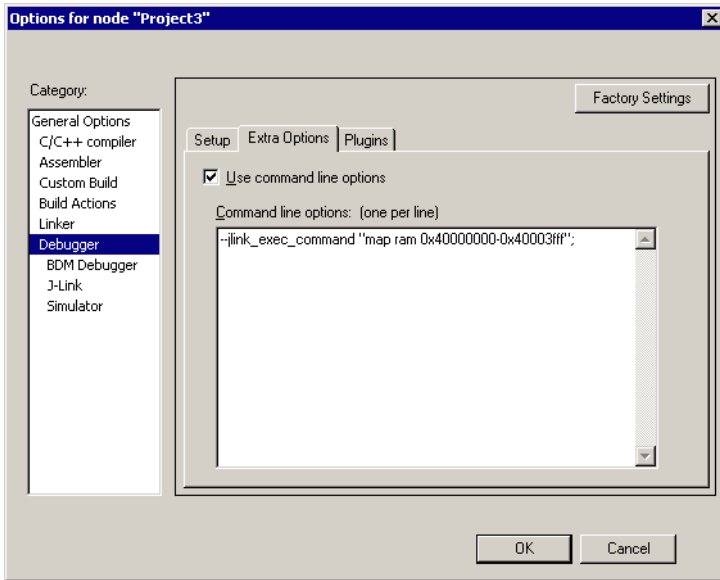 Options for node "Project3"
Category:
Factory Settings
General Options
C/C++ compiler
Assembler
Custom Build
Build Actions
Linker
Debugger
BDM Debugger
J-Link
Simulator
Setup
Extra Options
Plugins
Use command line options
Command line options: (one per line)
--jlink_exec_command "map ram 0x40000000-0x40003fff";
OK
Cancel